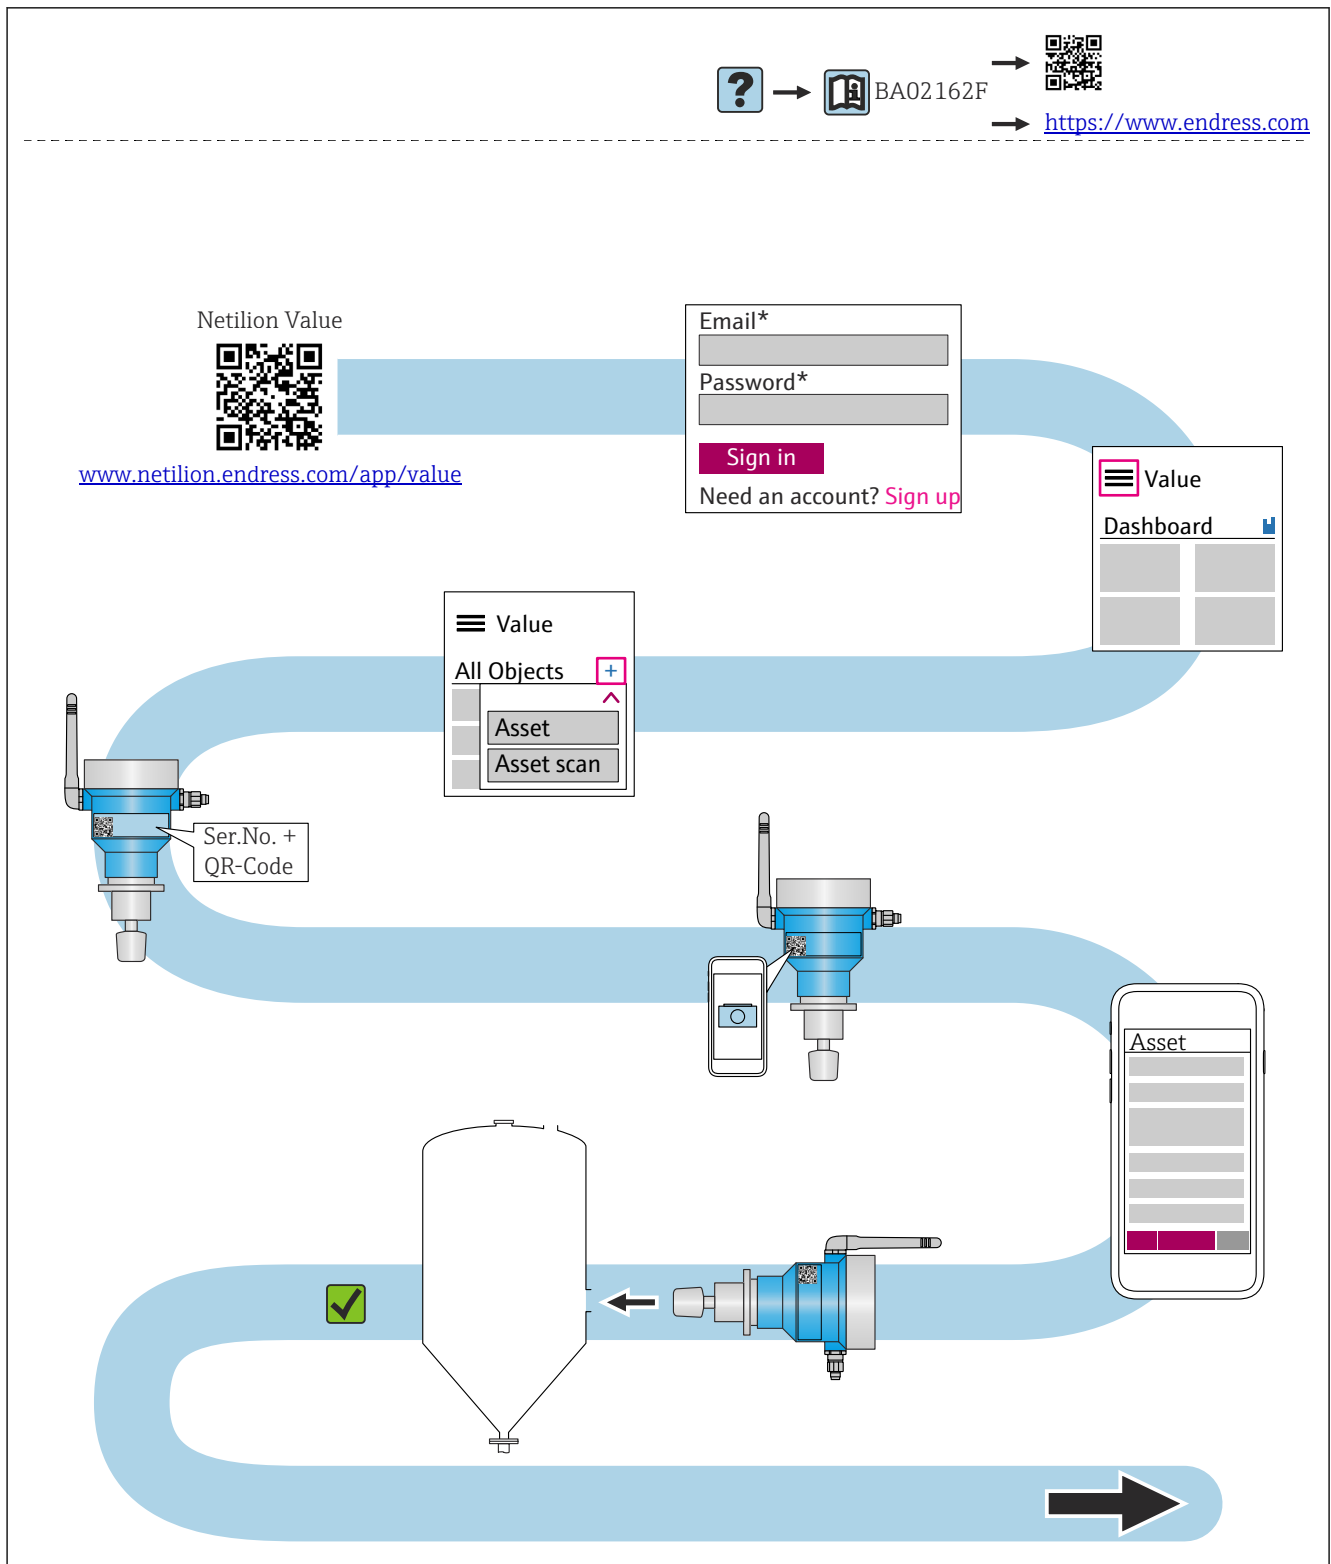 ?
BA02162F
https://www.endress.com
Netilion Value
www.netilion.endress.com/app/value
Email*
Password*
Sign in
Need an account? Sign up
Value
Dashboard
Value
All Objects +
Asset
Asset scan
Ser.No. +
QR-Code
Asset